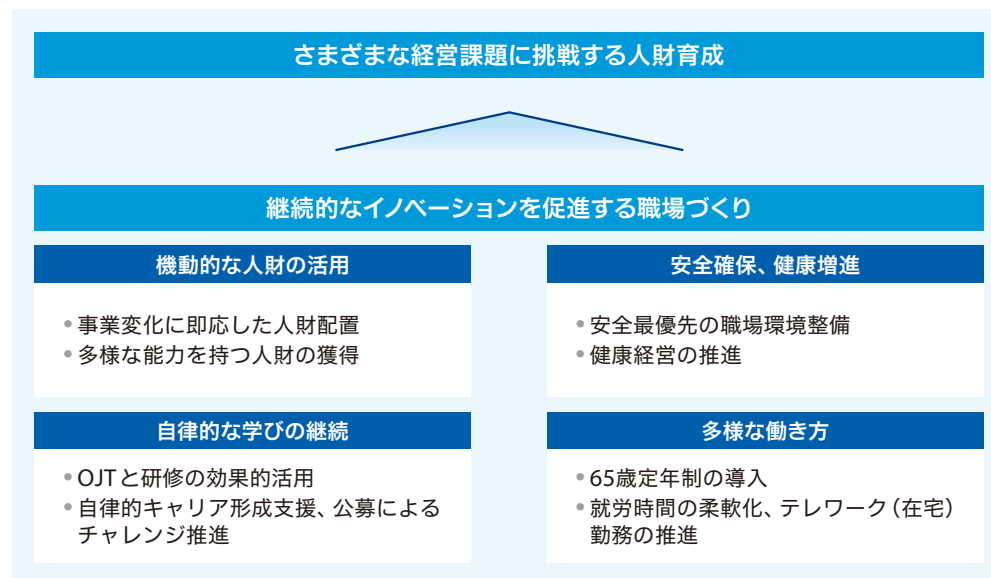 さまざまな経営課題に挑戦する人財育成
継続的なイノベーションを促進する職場づくり
機動的な人財の活用
•事業変化に即応した人財配置
•多様な能力を持つ人財の獲得
安全確保、健康増進
•安全最優先の職場環境整備
•健康経営の推進
自律的な学びの継続
•OJTと研修の効果的活用
•自律的キャリア形成支援、公募による
チャレンジ推進
多様な働き方
•65歳定年制の導入
•就労時間の柔軟化、テレワーク（在宅）
勤務の推進